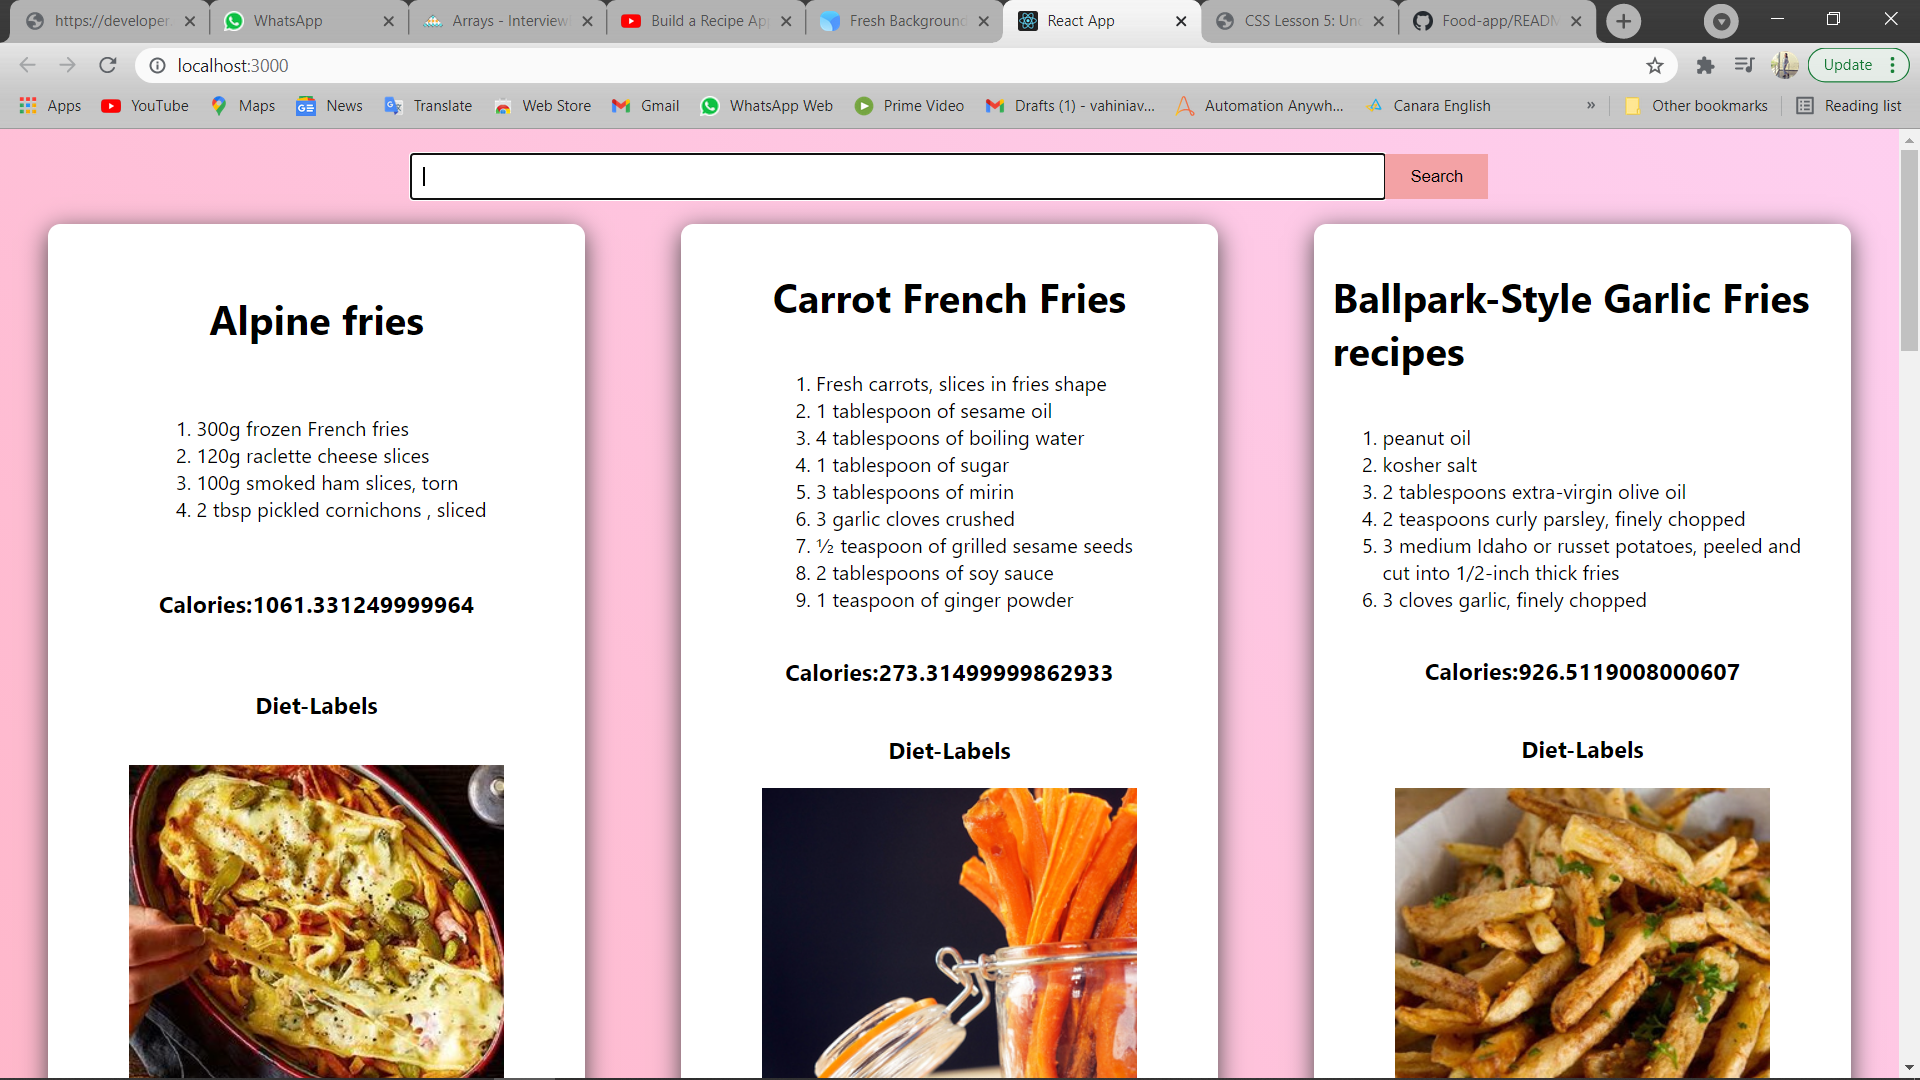 https://developer.
WhatsApp
Arrays - Interview
Build a Recipe App
Fresh Background
React App
CSS Lesson 5: Un
Food-app/READM
localhost:3000
Update
Apps
YouTube
Maps
News
Translate
Web Store
Gmail
WhatsApp Web
Prime Video
Drafts (1) - vahiniav...
Automation Anywh...
Canara English
»
Other bookmarks
Reading list
Search
Alpine fries
1. 300g frozen French fries
2. 120g raclette cheese slices
3. 100g smoked ham slices, torn
4. 2 tbsp pickled cornichons , sliced
Calories:1061.331249999964
Diet-Labels
Carrot French Fries
1. Fresh carrots, slices in fries shape
2. 1 tablespoon of sesame oil
3. 4 tablespoons of boiling water
4. 1 tablespoon of sugar
5. 3 tablespoons of mirin
6. 3 garlic cloves crushed
7. ½ teaspoon of grilled sesame seeds
8. 2 tablespoons of soy sauce
9. 1 teaspoon of ginger powder
Calories:273.31499999862933
Diet-Labels
Ballpark-Style Garlic Fries
recipes
1. peanut oil
2. kosher salt
3. 2 tablespoons extra-virgin olive oil
4. 2 teaspoons curly parsley, finely chopped
5. 3 medium Idaho or russet potatoes, peeled and
cut into 1/2-inch thick fries
6. 3 cloves garlic, finely chopped
Calories:926.5119008000607
Diet-Labels